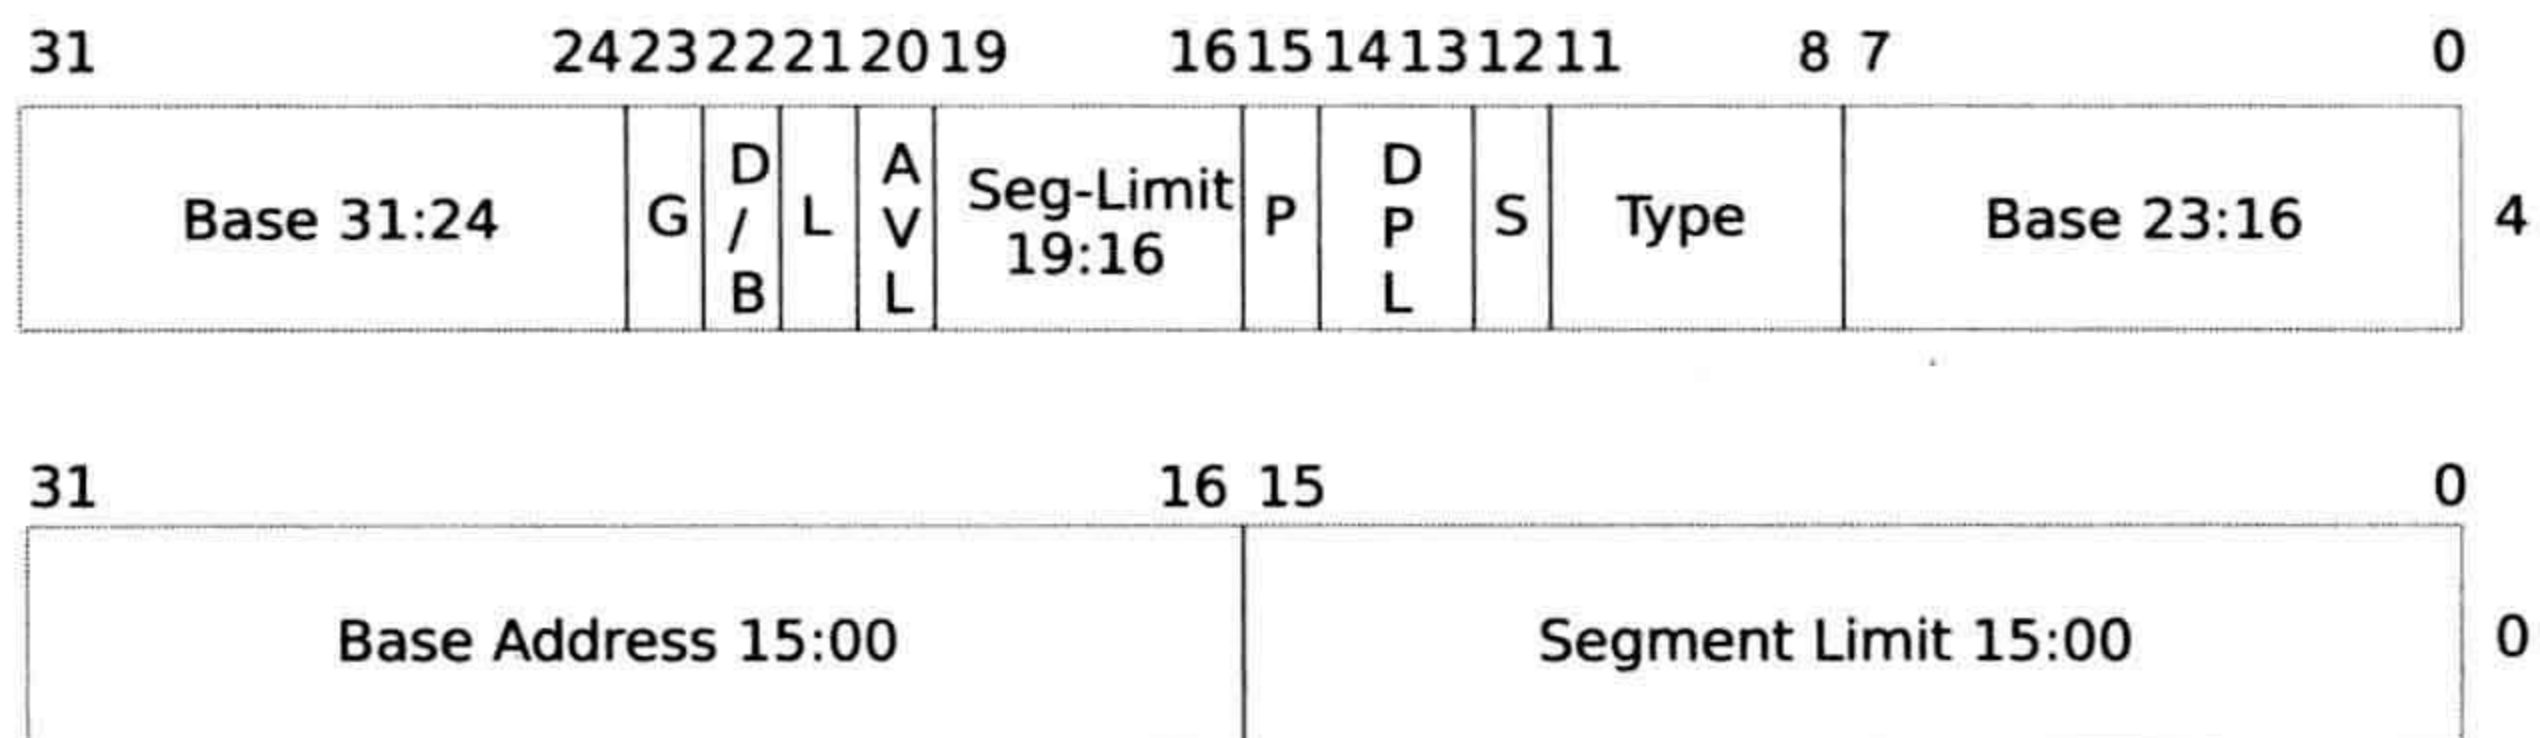 31 24 23 22 21 20 19 16 15 14 13 12 11 8 7 0
Base 31:24 G D/B L AVL Seg-Limit 19:16 P DPL S Type Base 23:16 4
31 16 15 0
Base Address 15:00 Segment Limit 15:00 0